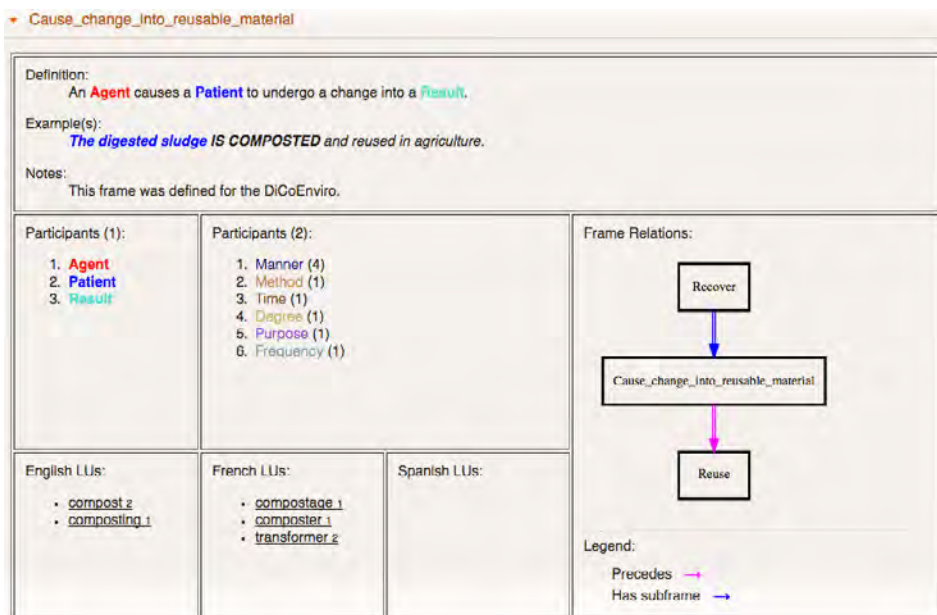 Cause_change_into_reusable_material
Definition:
An Agent causes a Patient to undergo a change into a Result.
Example(s):
The digested sludge IS COMPOSTED and reused in agriculture.
Notes:
This frame was defined for the DiCoEnviro.
Participants (1):
1. Agent
2. Patient
3. Result
Participants (2):
1. Manner (4)
2. Method (1)
3. Time (1)
4. Degree (1)
5. Purpose (1)
6. Frequency (1)
Frame Relations:
Recover
Cause_change_into_reusable_material
Reuse
Legend:
Precedes →
Has subframe →
English LUs:
• compost 2
• composting 1
French LUs:
• compostage 1
• composter 1
• transformer 2
Spanish LUs: